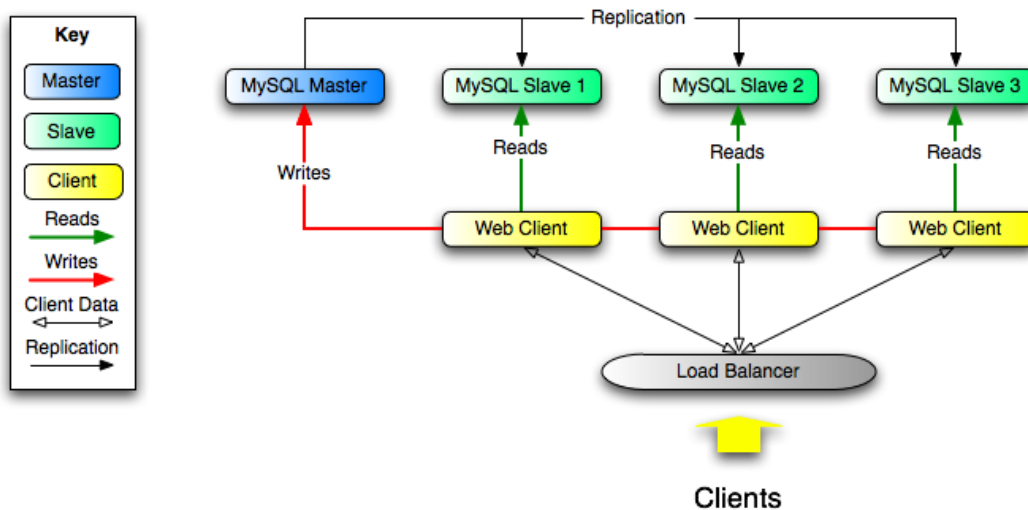 Key
Master
Slave
Client
Reads
Writes
Client Data
Replication
Replication
MySQL Master
MySQL Slave 1
MySQL Slave 2
MySQL Slave 3
Writes
Reads
Reads
Reads
Web Client
Web Client
Web Client
Load Balancer
Clients